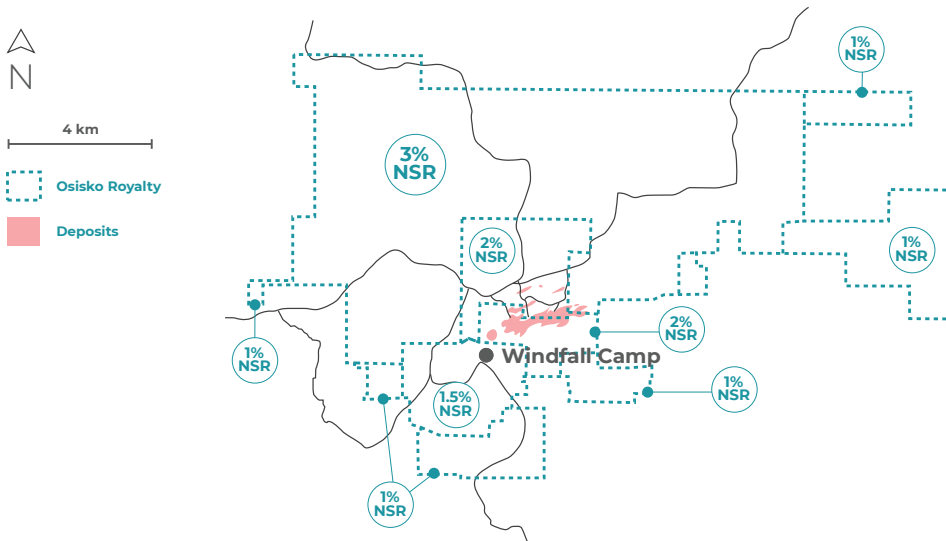 1%
NSR
N
4 km
3%
NSR
Osisko Royalty
Deposits
2%
NSR
1%
NSR
2%
NSR
1%
NSR
Windfall Camp
1%
NSR
1.5%
NSR
1%
NSR